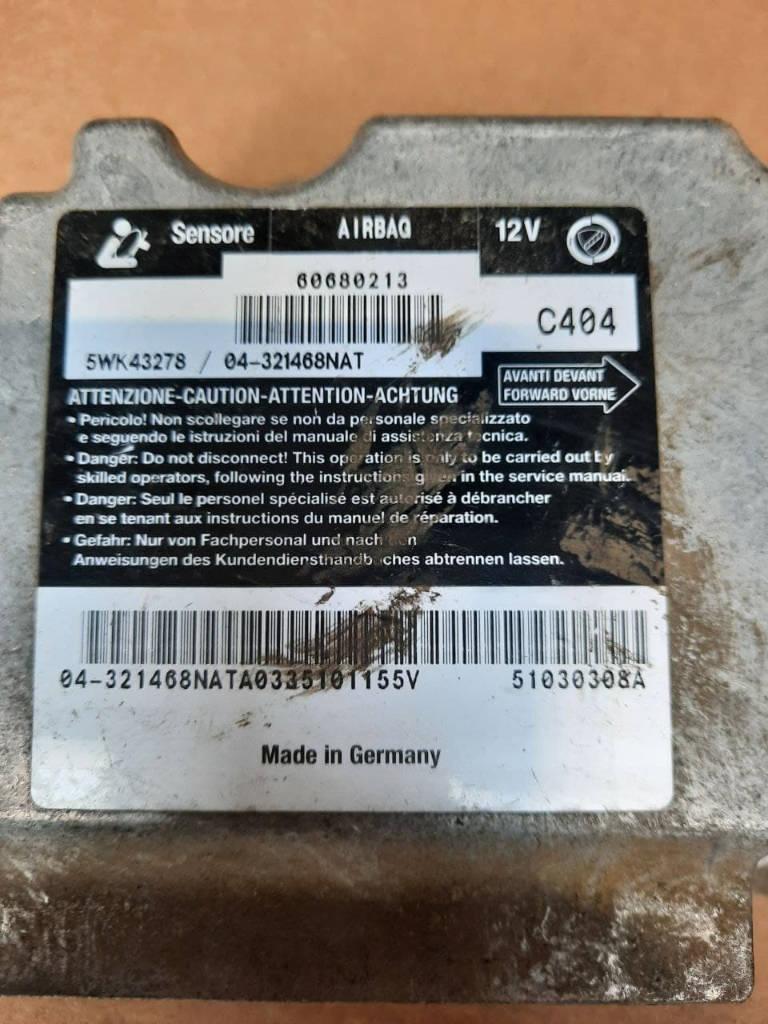 Sensore AIRBAG 12V
60680213
C404
5WK43278 / 04-321468NAT
ATTENZIONE-CAUTION-ATTENTION-ACHTUNG
AVANTI DEVANT
FORWARD VORNE
• Pericolo! Non scollegare se non da personale specializzato
e seguendo le istruzioni del manuale di assistenza tecnica.
• Danger: Do not disconnect! This operation is only to be carried out by
skilled operators, following the instructions given in the service manual.
• Danger: Seul le personel spécialisé est autorisé à débrancher
en se tenant aux instructions du manuel de réparation.
• Gefahr: Nur von Fachpersonal und nach den
Anweisungen des Kundendiensthandbuches abtrennen lassen.
04-321468NATA0335101155V 51030308A
Made in Germany